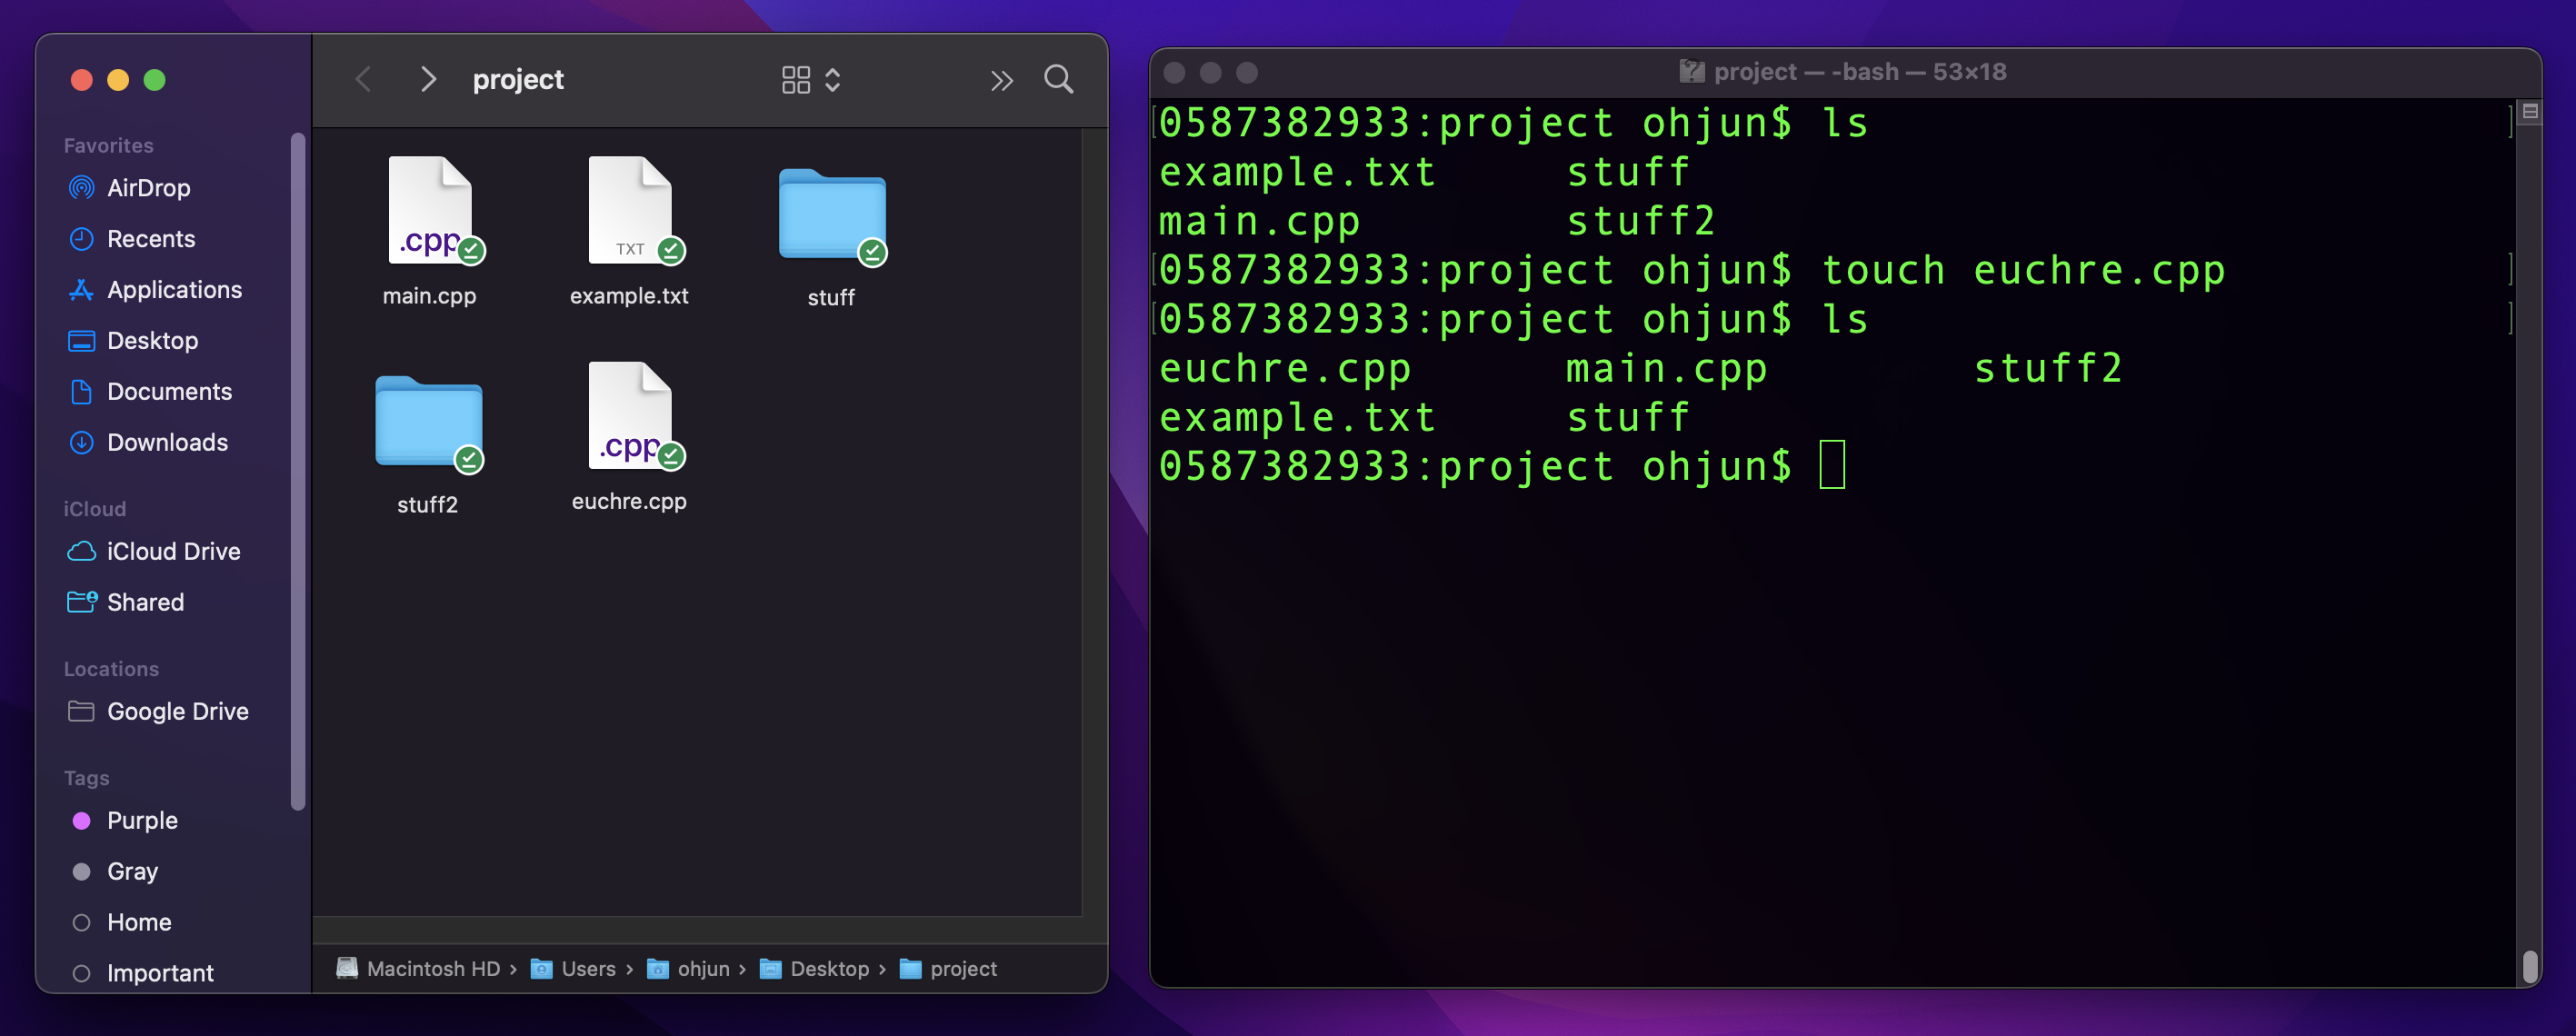 project
Favorites
AirDrop
Recents
Applications
Desktop
Documents
Downloads
iCloud
iCloud Drive
Shared
Locations
Google Drive
Tags
Purple
Gray
Home
Important
.cpp TXT
main.cpp example.txt stuff
.cpp
stuff2 euchre.cpp
Macintosh HD › Users › ohjun › Desktop › project
project — -bash — 53×18
0587382933:project ohjun$ ls
example.txt stuff
main.cpp stuff2
0587382933:project ohjun$ touch euchre.cpp
0587382933:project ohjun$ ls
euchre.cpp main.cpp stuff2
example.txt stuff
0587382933:project ohjun$